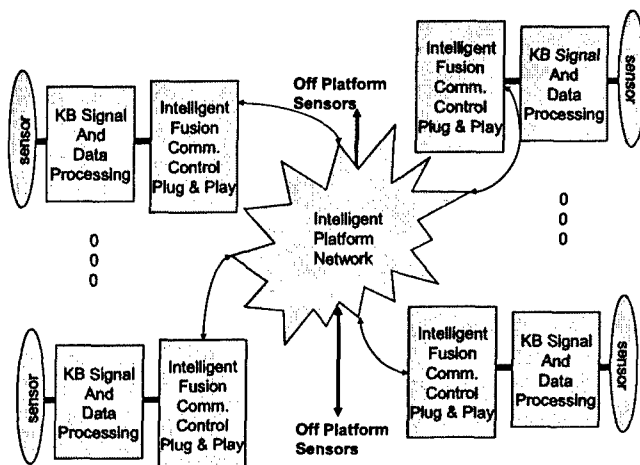 sensor
KB Signal
And
Data
Processing
Intelligent
Fusion
Comm.
Control
Plug & Play
Off Platform
Sensors
Intelligent
Fusion
Comm.
Control
Plug & Play
KB Signal
And
Data
Processing
sensor
0
0
0
Intelligent
Platform
Network
0
0
0
sensor
KB Signal
And
Data
Processing
Intelligent
Fusion
Comm.
Control
Plug & Play
Off Platform
Sensors
Intelligent
Fusion
Comm.
Control
Plug & Play
KB Signal
And
Data
Processing
sensor